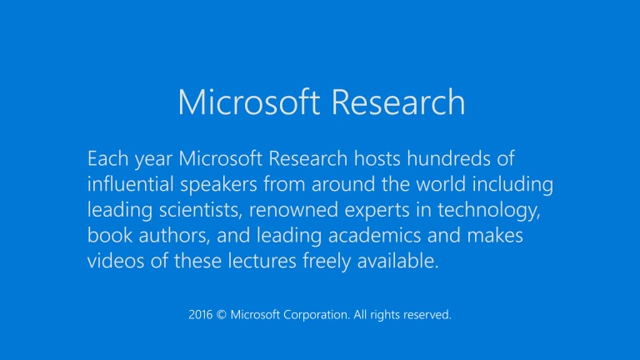 Microsoft Research
Each year Microsoft Research hosts hundreds of
influential speakers from around the world including
leading scientists, renowned experts in technology,
book authors, and leading academics and makes
videos of these lectures freely available.
2016 © Microsoft Corporation. All rights reserved.